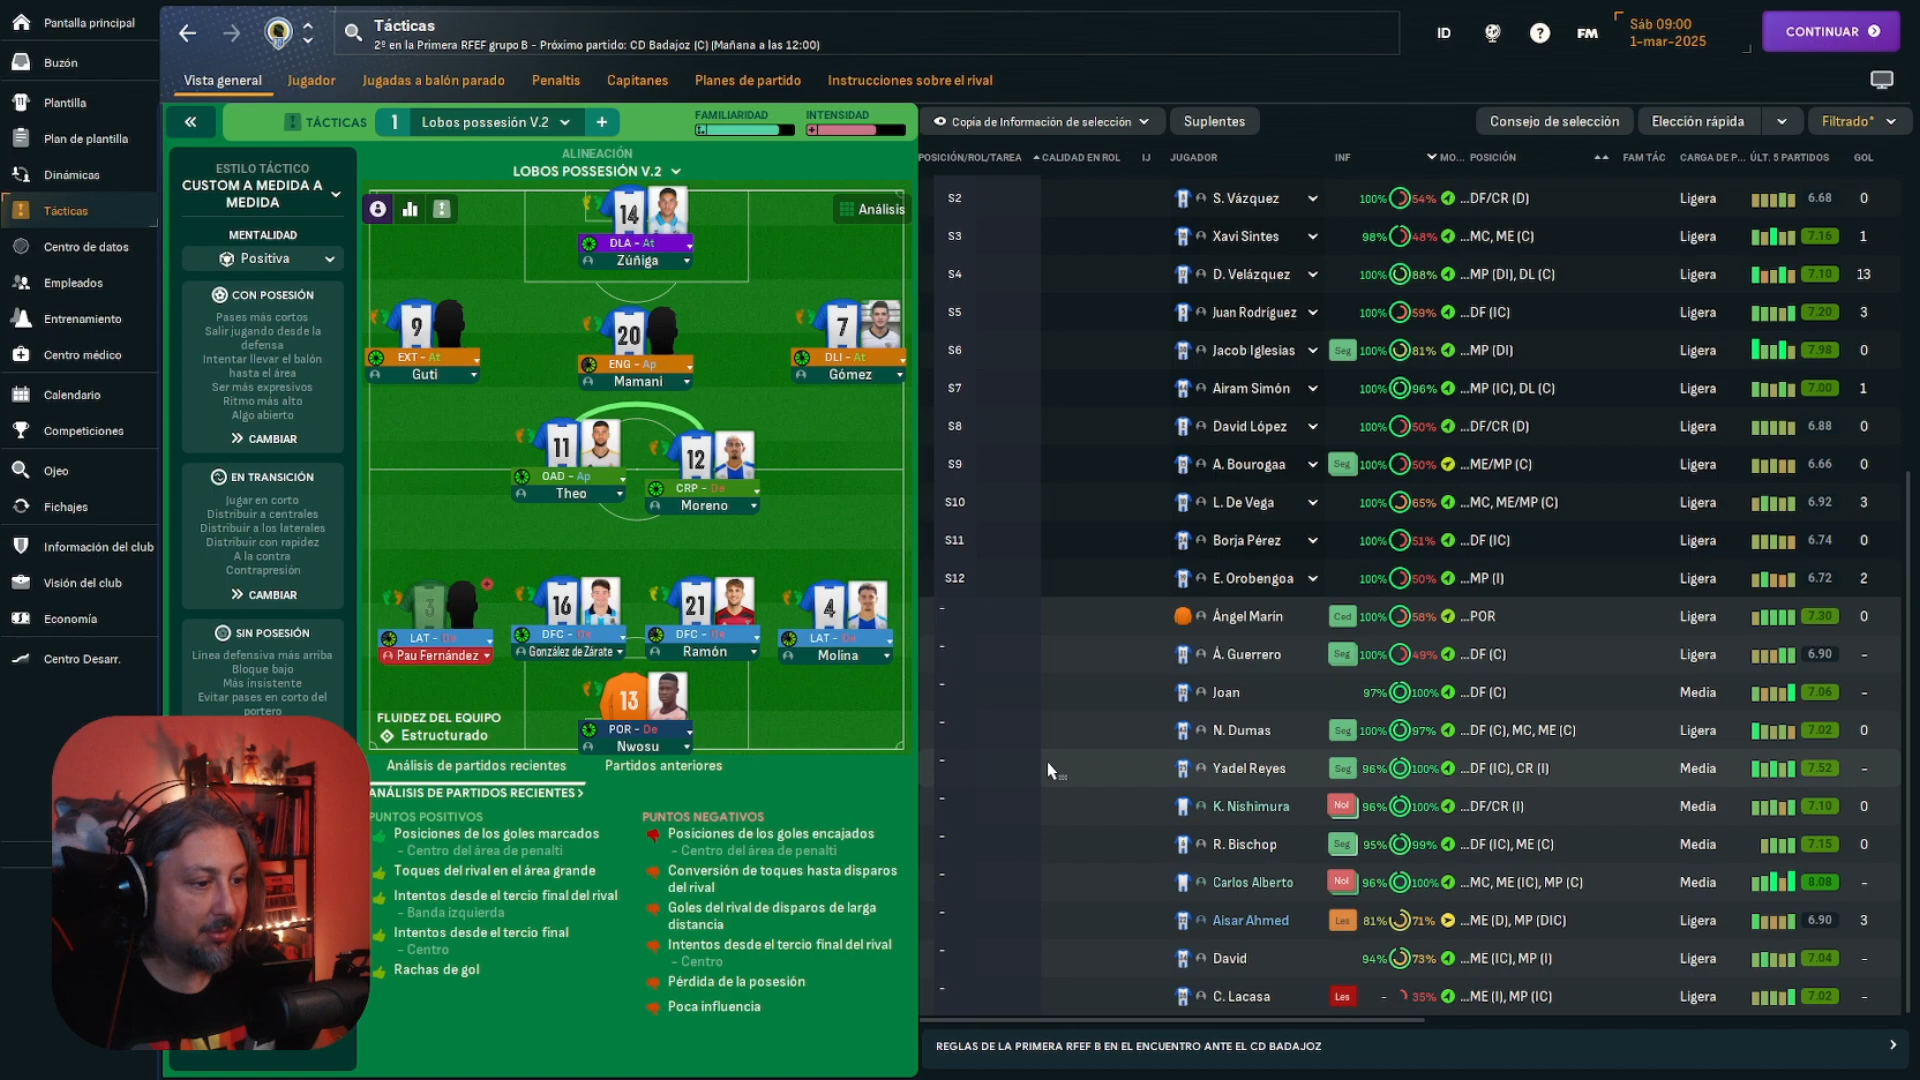 Pantalla principal
Buzón
Plantilla
Plan de plantilla
Dinámicas
Tácticas
Centro de datos
Empleados
Entrenamiento
Centro médico
Calendario
Competiciones
Ojeo
Fichajes
Información del club
Visión del club
Economía
Centro Desarr.
Tácticas
2º en la Primera RFEF grupo B - Próximo partido: CD Badajoz (C) (Mañana a las 12:00)
ID
FM
Sáb 09:00
1-mar-2025
CONTINUAR
Vista general
Jugador
Jugadas a balón parado
Penaltis
Capitanes
Planes de partido
Instrucciones sobre el rival
TÁCTICAS
1
Lobos possesión V.2
FAMILIARIDAD
INTENSIDAD
ESTILO TÁCTICO
CUSTOM A MEDIDA A
MEDIDA
MENTALIDAD
Positiva
CON POSESIÓN
Pases más cortos
Salir jugando desde la
defensa
Intentar llevar el balón
hasta el área
Ser más expresivos
Ritmo más alto
Algo abierto
CAMBIAR
EN TRANSICIÓN
Jugar en corto
Distribuir a centrales
Distribuir a los laterales
Distribuir con rapidez
A la contra
Contrapresión
CAMBIAR
SIN POSESIÓN
Línea defensiva más arriba
Bloque bajo
Más insistente
Evitar pases en corto del
portero
ALINEACIÓN
LOBOS POSSESIÓN V.2
Análisis
14
DLA - At
Zúñiga
9
EXT - At
Guti
20
ENG - Ap
Mamani
7
DLI - At
Gómez
11
OAD - Ap
Theo
12
CRP - De
Moreno
3
LAT - De
Pau Fernández
16
DFC - De
González de Zárate
21
DFC - De
Ramón
4
LAT - De
Molina
13
POR - De
Nwosu
FLUIDEZ DEL EQUIPO
Estructurado
Análisis de partidos recientes
Partidos anteriores
ANÁLISIS DE PARTIDOS RECIENTES >
PUNTOS POSITIVOS
Posiciones de los goles marcados
- Centro del área de penalti
Toques del rival en el área grande
Intentos desde el tercio final del rival
- Banda izquierda
Intentos desde el tercio final
- Centro
Rachas de gol
PUNTOS NEGATIVOS
Posiciones de los goles encajados
- Centro del área de penalti
Conversión de toques hasta disparos
del rival
Goles del rival de disparos de larga
distancia
Intentos desde el tercio final del rival
- Centro
Pérdida de la posesión
Poca influencia
Copia de Información de selección
Suplentes
Consejo de selección
Elección rápida
Filtrado*
POSICIÓN/ROL/TAREA CALIDAD EN ROL IJ JUGADOR INF MO... POSICIÓN FAM TÁC CARGA DE P... ÚLT. 5 PARTIDOS GOL
S2 S. Vázquez 100% 54% ...DF/CR (D) Ligera 6.68 0
S3 Xavi Sintes 98% 48% ...MC, ME (C) Ligera 7.16 1
S4 D. Velázquez 100% 88% ...MP (DI), DL (C) Ligera 7.10 13
S5 Juan Rodríguez 100% 59% ...DF (IC) Ligera 7.20 3
S6 Jacob Iglesias Seg 100% 81% ...MP (DI) Ligera 7.98 0
S7 Airam Simón 100% 96% ...MP (IC), DL (C) Ligera 7.00 1
S8 David López 100% 50% ...DF/CR (D) Ligera 6.88 0
S9 A. Bourogaa Seg 100% 50% ...ME/MP (C) Ligera 6.66 0
S10 L. De Vega 100% 65% ...MC, ME/MP (C) Ligera 6.92 3
S11 Borja Pérez 100% 51% ...DF (IC) Ligera 6.74 0
S12 E. Orobengoa 100% 50% ...MP (I) Ligera 6.72 2
- Ángel Marín Ced 100% 58% ...POR Ligera 7.30 0
- Á. Guerrero Seg 100% 49% ...DF (C) Ligera 6.90 -
- Joan 97% 100% ...DF (C) Media 7.06 -
- N. Dumas Seg 100% 97% ...DF (C), MC, ME (C) Ligera 7.02 0
- Yadel Reyes Seg 96% 100% ...DF (IC), CR (I) Media 7.52 -
- K. Nishimura Nol 96% 100% ...DF/CR (I) Media 7.10 0
- R. Bischop Seg 95% 99% ...DF (IC), ME (C) Media 7.15 0
- Carlos Alberto Nol 96% 100% ...MC, ME (IC), MP (C) Media 8.08 -
- Aisar Ahmed Les 81% 71% ...ME (D), MP (DIC) Ligera 6.90 3
- David 94% 73% ...ME (IC), MP (I) Ligera 7.04 -
- C. Lacasa Les - 35% ...ME (I), MP (IC) Ligera 7.02 -
REGLAS DE LA PRIMERA RFEF B EN EL ENCUENTRO ANTE EL CD BADAJOZ